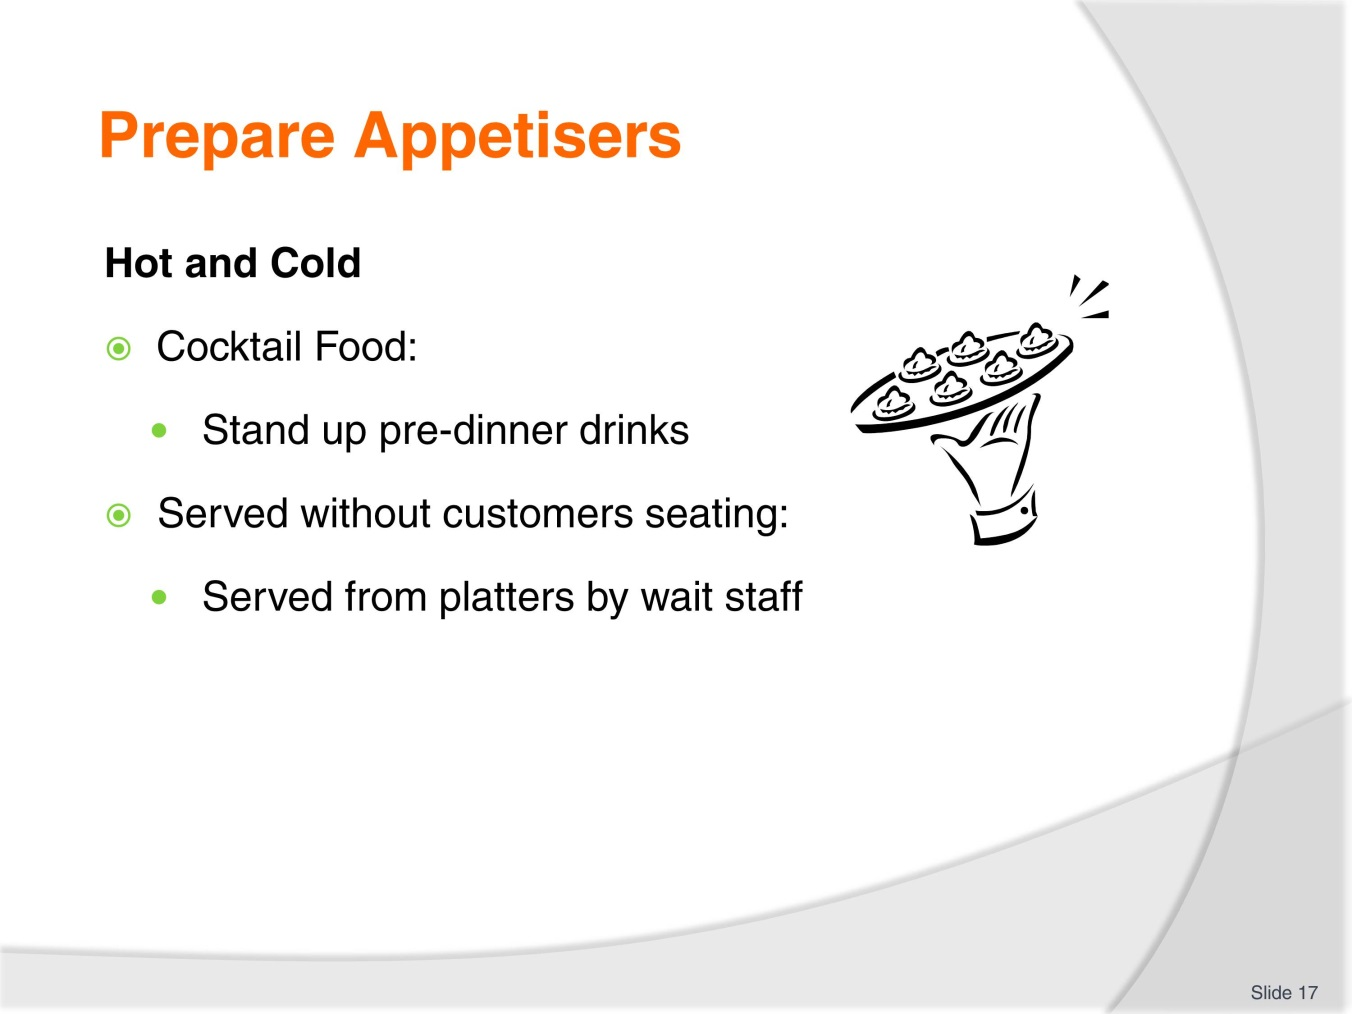 Prepare Appetisers
Hot and Cold
Cocktail Food:
Stand up pre-dinner drinks
Served without customers seating:
Served from platters by wait staff
Slide 17